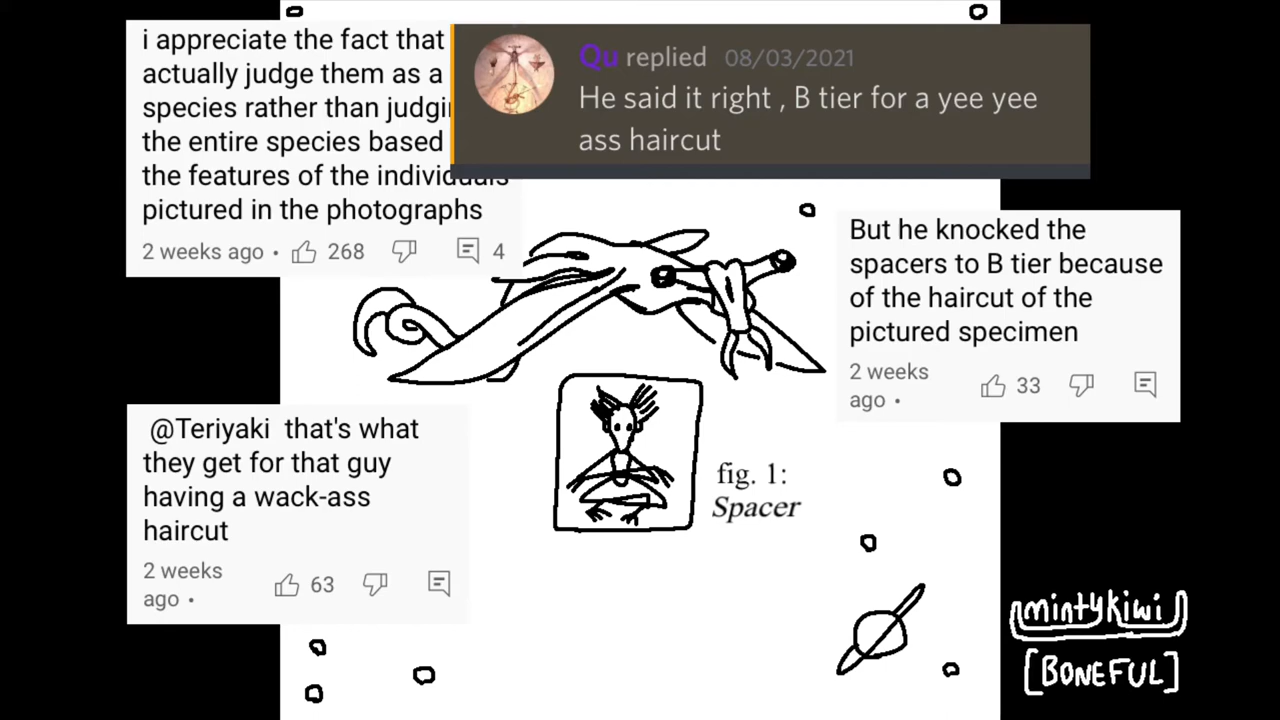 i appreciate the fact that
actually judge them as a
species rather than judgi
the entire species based
the features of the individuals
pictured in the photographs
2 weeks ago · 268 4
Qu replied 08/03/2021
He said it right , B tier for a yee yee
ass haircut
But he knocked the
spacers to B tier because
of the haircut of the
pictured specimen
2 weeks
ago · 33
@Teriyaki that's what
they get for that guy
having a wack-ass
haircut
2 weeks
ago · 63
fig. 1:
Spacer
mintykiwi
[BONEFUL]